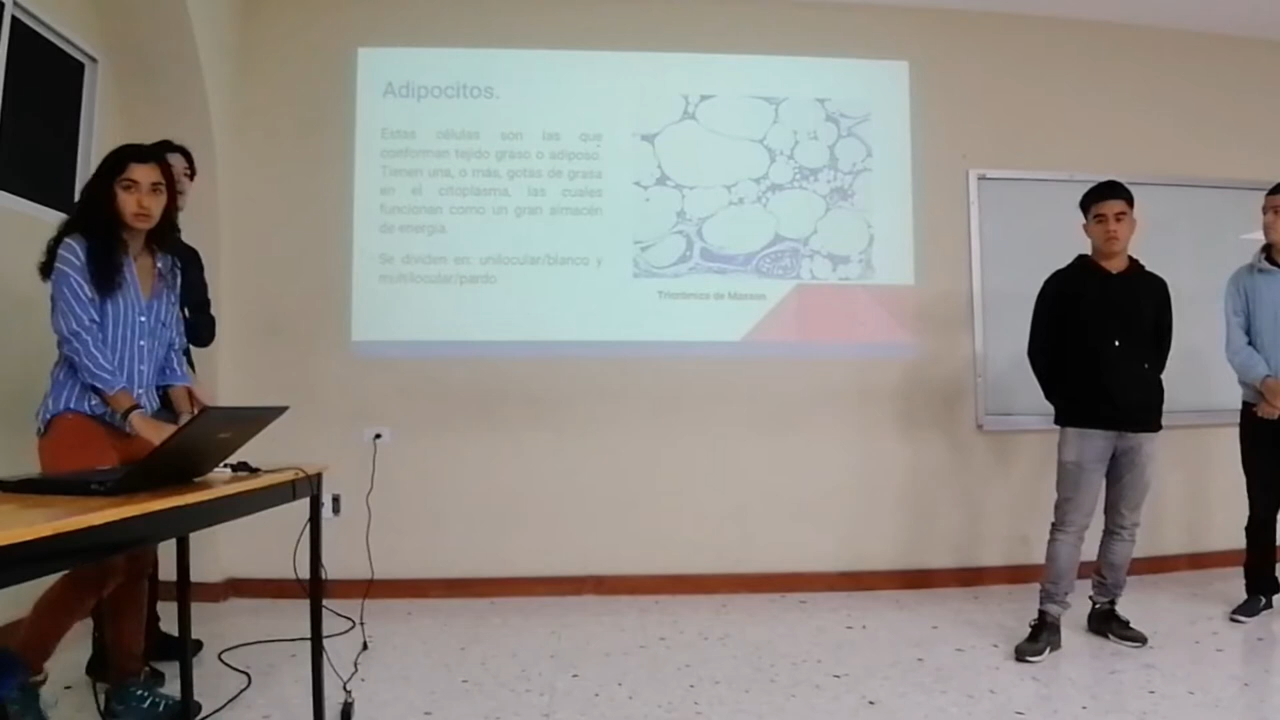 Adipocitos.
Estas células son las que
conforman tejido graso o adiposo.
Tienen una, o más, gotas de grasa
en el citoplasma, las cuales
funcionan como un gran almacén
de energía.
Se dividen en: unilocular/blanco y
multilocular/pardo.
Tricrómico de Masson